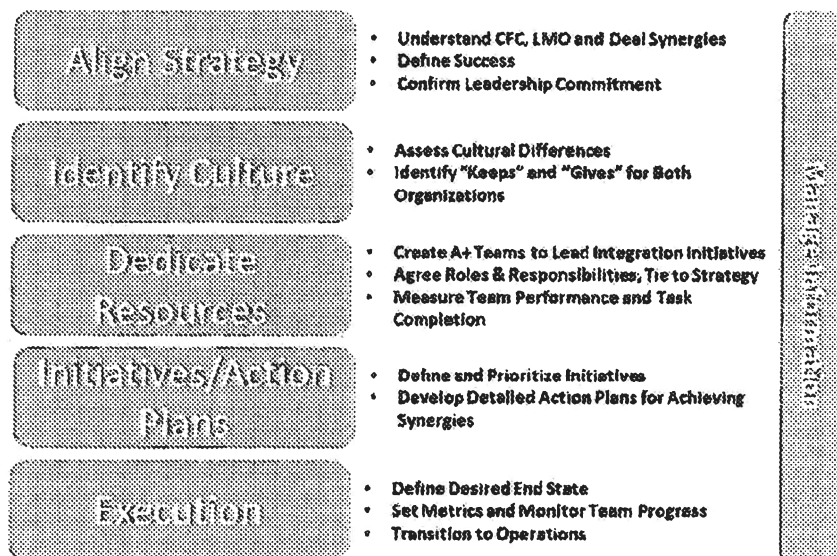 Align Strategy
• Understand CFC, LMO and Deal Synergies
• Define Success
• Confirm Leadership Commitment
Identify Culture
• Assess Cultural Differences
• Identify "Keeps" and "Gives" for Both
Organizations
Dedicate
Resources
• Create A+ Teams to Lead Integration Initiatives
• Agree Roles & Responsibilities, Tie to Strategy
• Measure Team Performance and Task
Completion
Initiatives/Action
Plans
• Define and Prioritize Initiatives
• Develop Detailed Action Plans for Achieving
Synergies
Execution
• Define Desired End State
• Set Metrics and Monitor Team Progress
• Transition to Operations